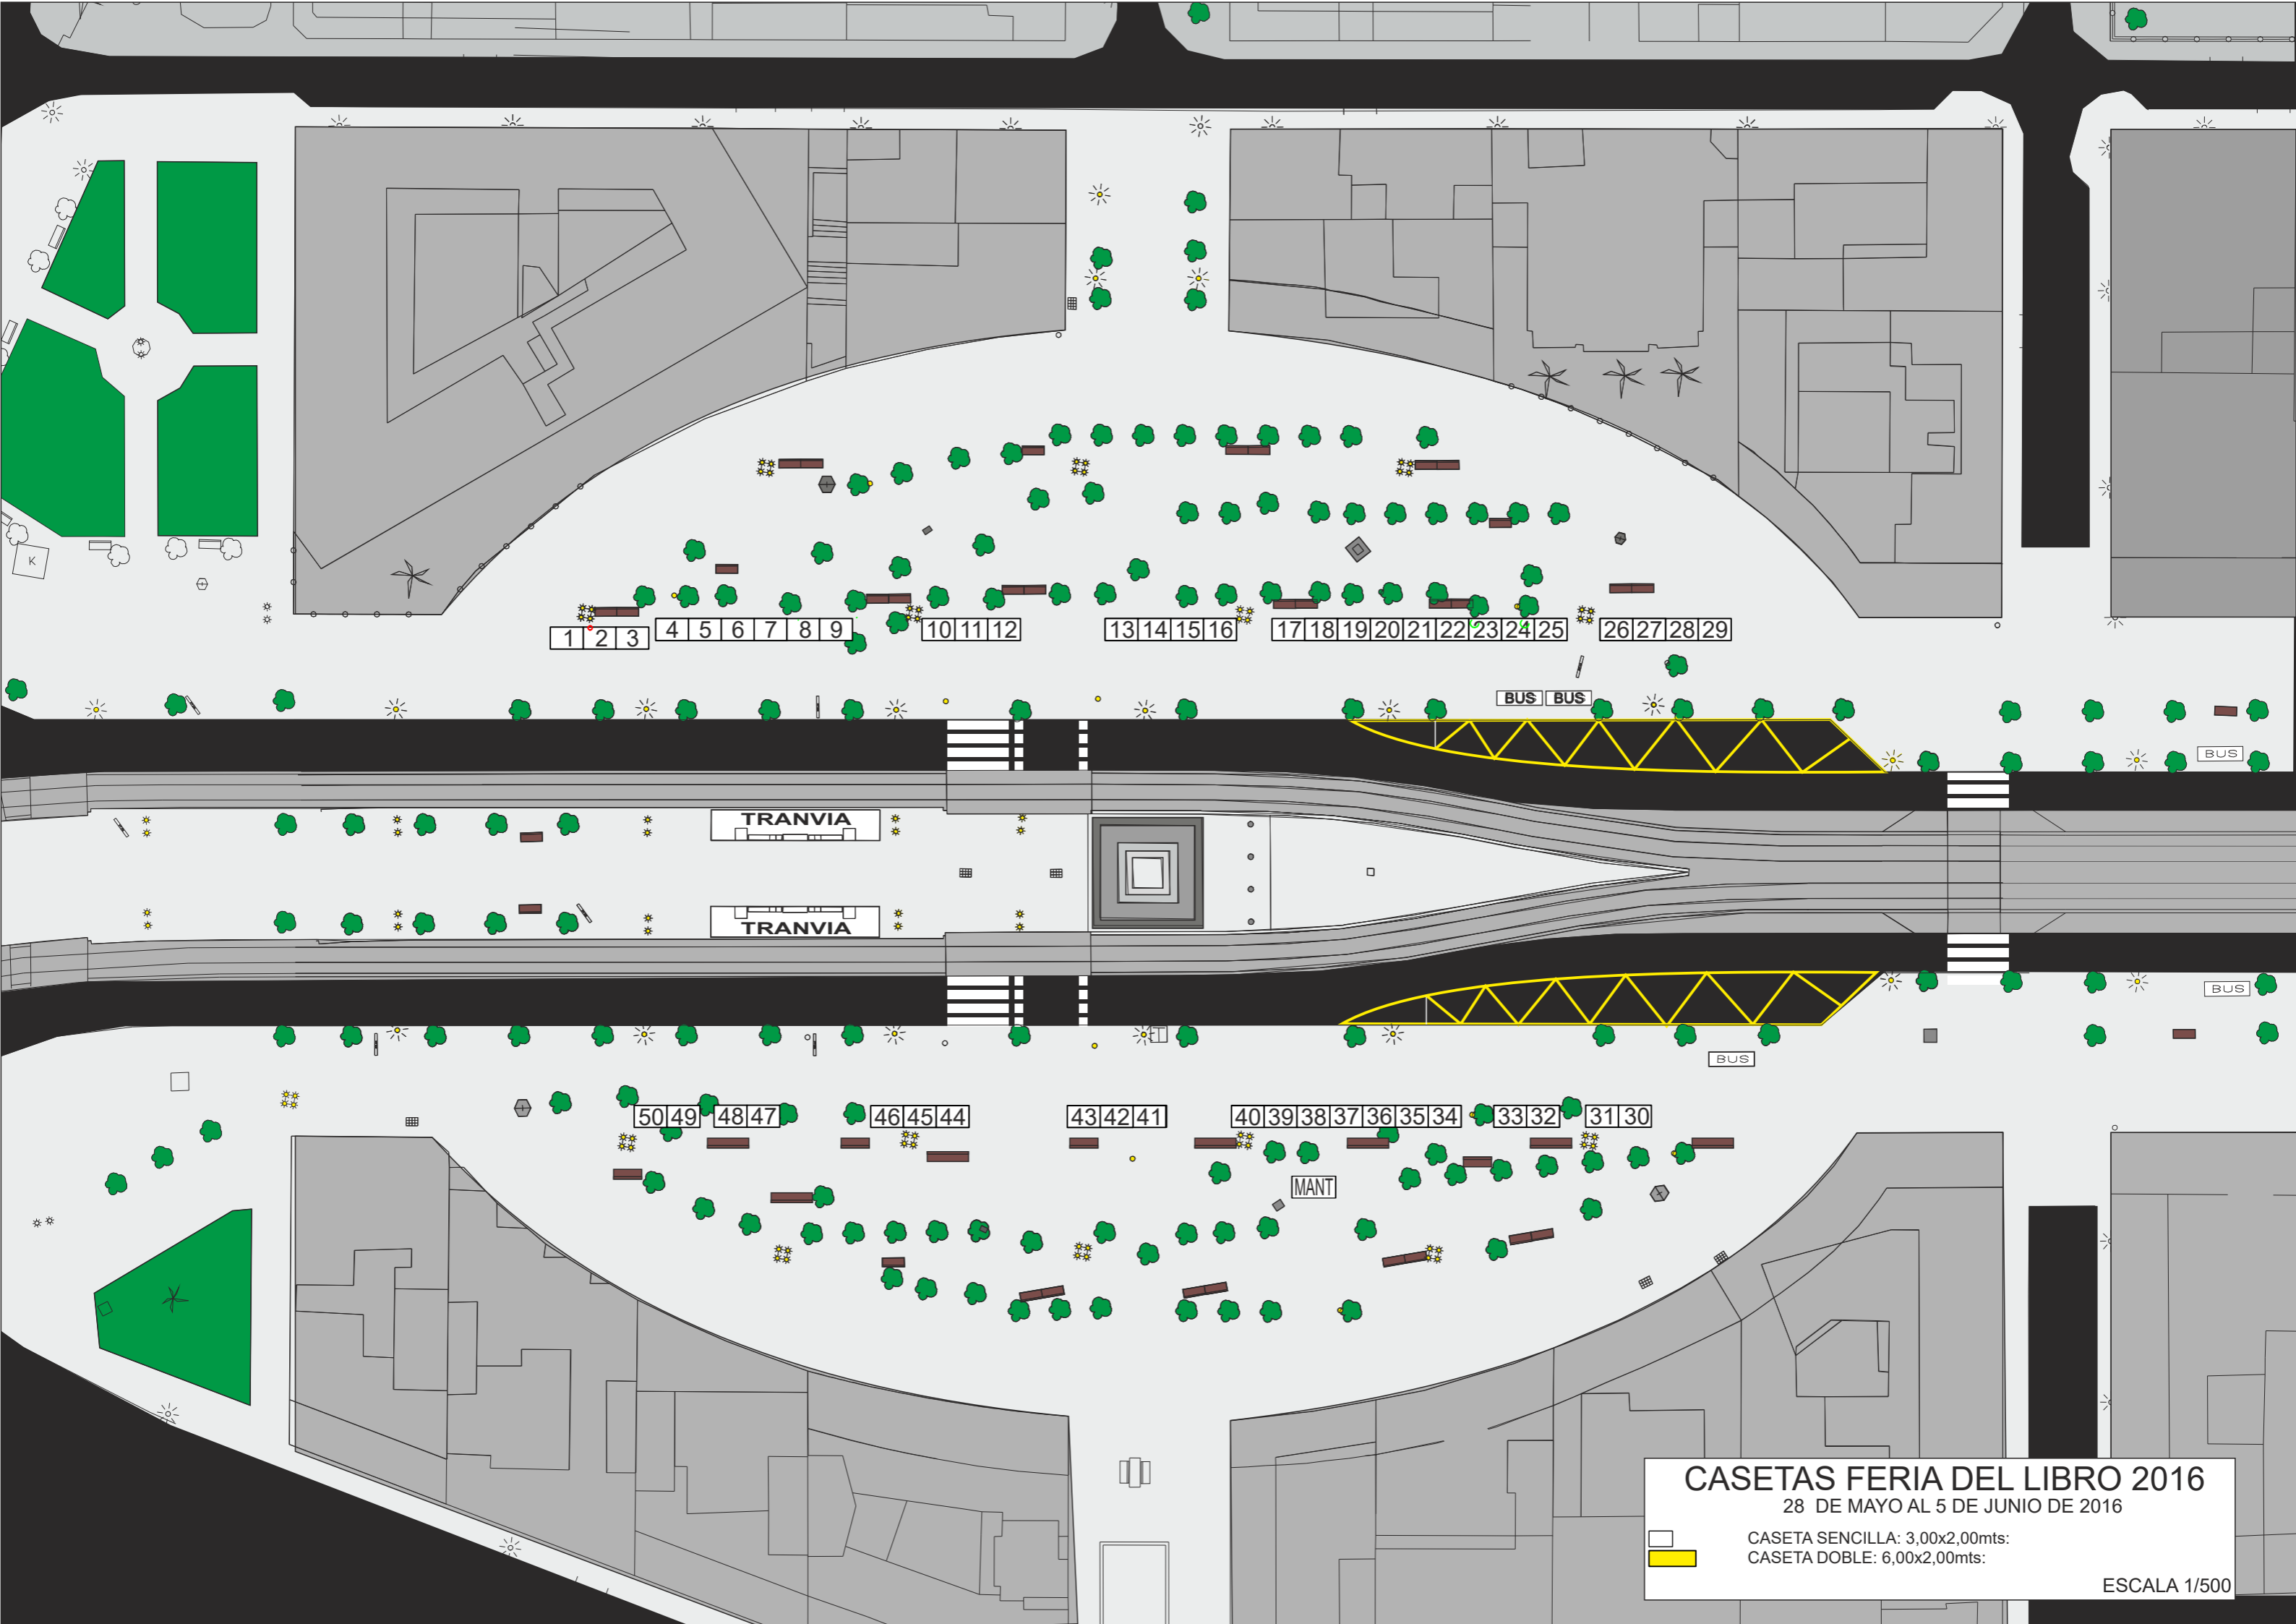 K
1 2 3 4 5 6 7 8 9 10 11 12 13 14 15 16 17 18 19 20 21 22 23 24 25 26 27 28 29
BUS BUS
BUS
TRANVIA
TRANVIA
BUS
BUS
50 49 48 47 46 45 44 43 42 41 40 39 38 37 36 35 34 33 32 31 30
MANT
CASETAS FERIA DEL LIBRO 2016
28 DE MAYO AL 5 DE JUNIO DE 2016
CASETA SENCILLA: 3,00x2,00mts:
CASETA DOBLE: 6,00x2,00mts:
ESCALA 1/500